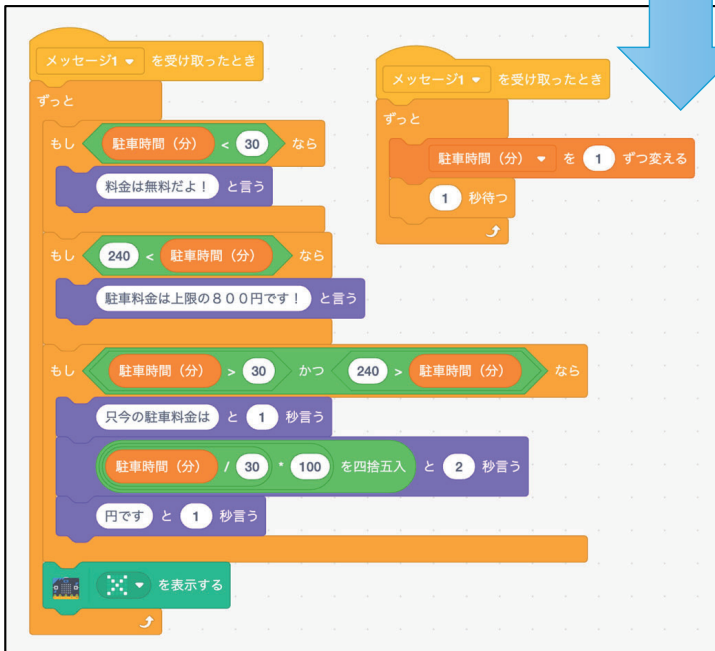 メッセージ1 を受け取ったとき
ずっと
もし 駐車時間（分） < 30 なら
料金は無料だよ！ と言う
もし 240 < 駐車時間（分） なら
駐車料金は上限の８００円です！ と言う
もし 駐車時間（分） > 30 かつ 240 > 駐車時間（分） なら
只今の駐車料金は と 1 秒言う
駐車時間（分） / 30 * 100 を四捨五入 と 2 秒言う
円です と 1 秒言う
を表示する
メッセージ1 を受け取ったとき
ずっと
駐車時間（分） を 1 ずつ変える
1 秒待つ